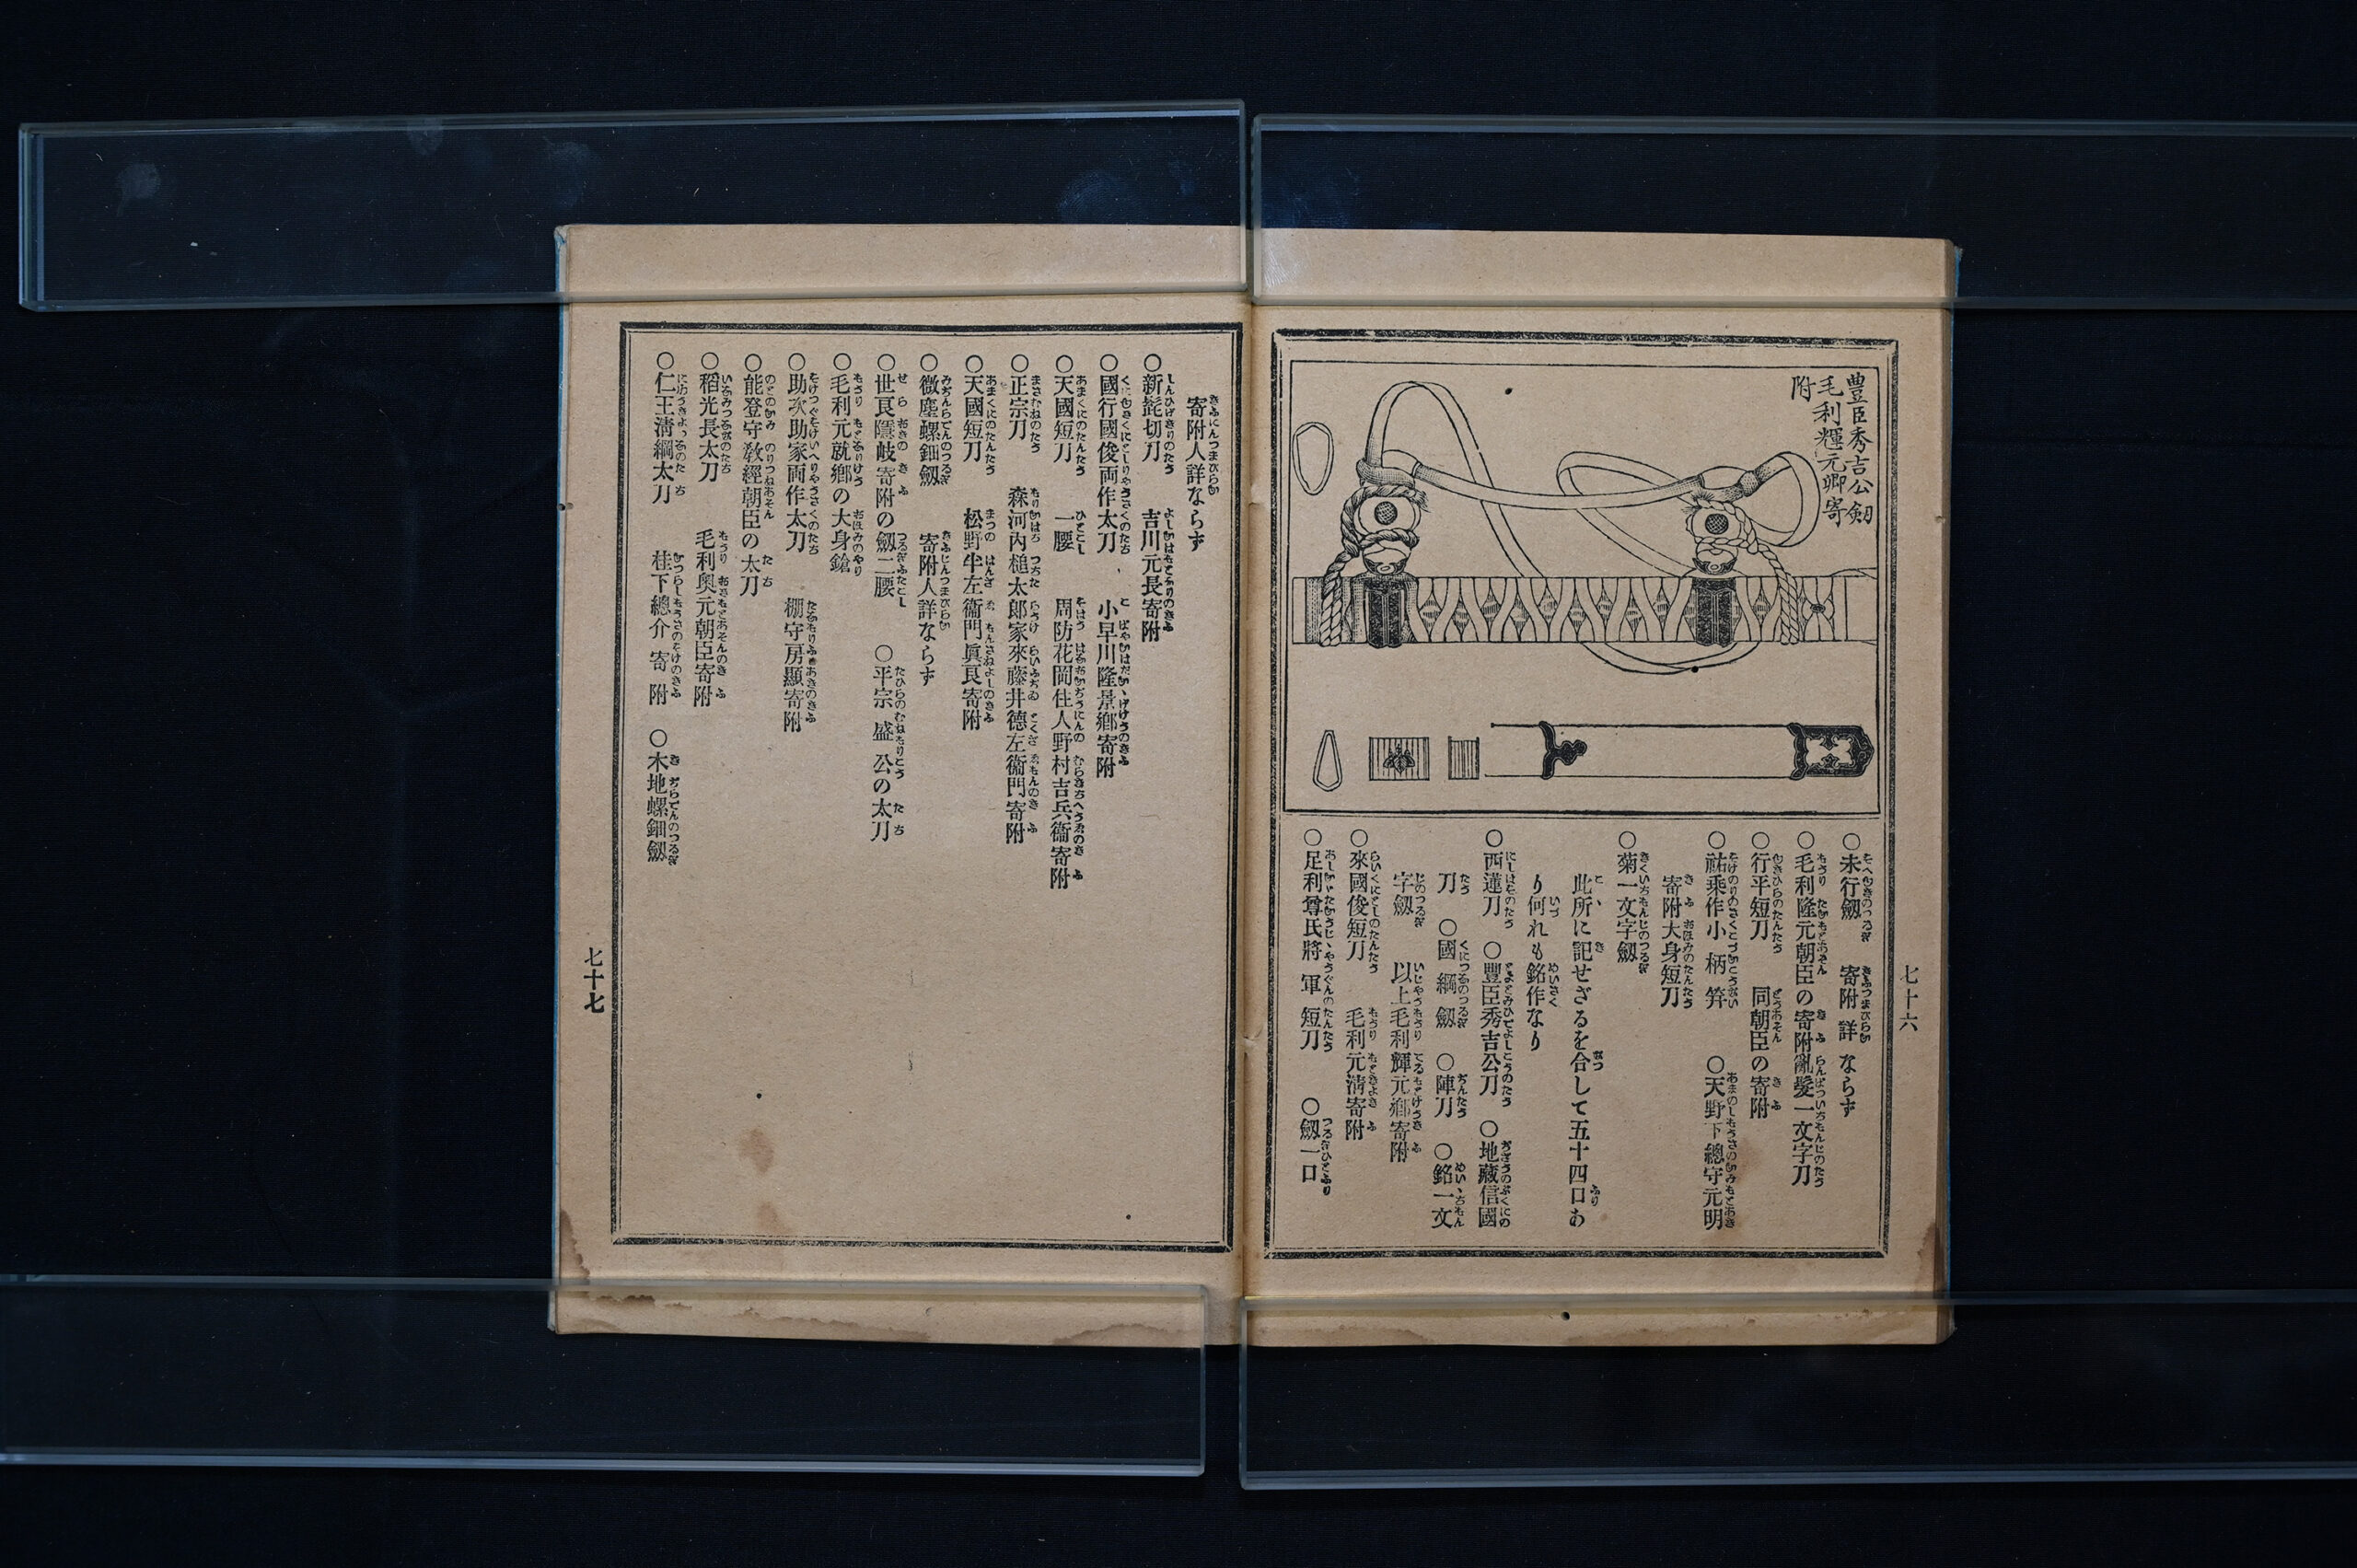 七十六
豊臣秀吉公劔
毛利輝元卿寄
附
○未行劔　寄附詳ならず
○毛利隆元朝臣の寄附亂髮一文字刀
○行平短刀　同朝臣の寄附
○祐乘作小柄笄　○天野下總守元明
寄附大身短刀
○菊一文字劔
此所に記せざるを合して五十四口あ
り何れも銘作なり
○西蓮刀　○豐臣秀吉公刀　○地藏信國
刀　○國綱劔　○陣刀　○銘一文
字劔　以上毛利輝元鄕寄附
○來國俊短刀　毛利元淸寄附
○足利尊氏將軍短刀　○劔一口
寄附人詳ならず
○新髭切刀　吉川元長寄附
○國行國俊両作太刀　小早川隆景鄕寄附
○天國短刀　一腰　周防花岡住人野村吉兵衞寄附
○正宗刀　森河内槌太郎家來藤井德左衞門寄附
○天國短刀　松野半左衞門眞良寄附
○微塵螺鈿劔　寄附人詳ならず
○世良隱岐寄附の劔二腰　○平宗盛公の太刀
○毛利元就鄕の大身鎗
○助次助家両作太刀　棚守房顯寄附
○能登守敎經朝臣の太刀
○稻光長太刀　毛利奧元朝臣寄附
○仁王淸綱太刀　桂下總介寄附　○木地螺鈿劔
七十七